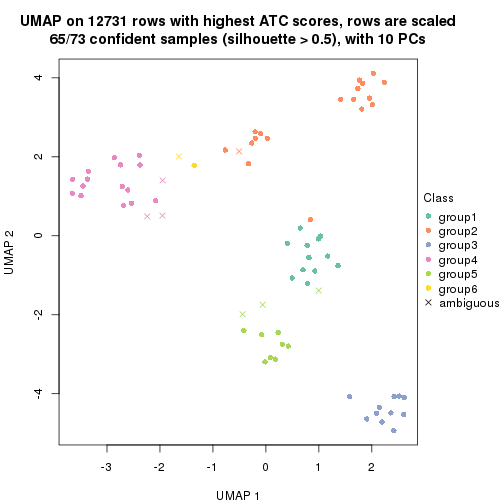 UMAP on 12731 rows with highest ATC scores, rows are scaled
65/73 confident samples (silhouette > 0.5), with 10 PCs
4
2
0
-2
-4
UMAP 2
-3
-2
-1
0
1
2
UMAP 1
Class
group1
group2
group3
group4
group5
group6
ambiguous